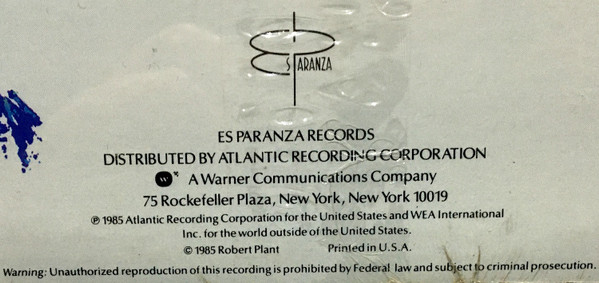 ES PARANZA
ES PARANZA RECORDS
DISTRIBUTED BY ATLANTIC RECORDING CORPORATION
w A Warner Communications Company
75 Rockefeller Plaza, New York, New York 10019
℗ 1985 Atlantic Recording Corporation for the United States and WEA International
Inc. for the world outside of the United States.
© 1985 Robert Plant Printed in U.S.A.
Warning: Unauthorized reproduction of this recording is prohibited by Federal law and subject to criminal prosecution.